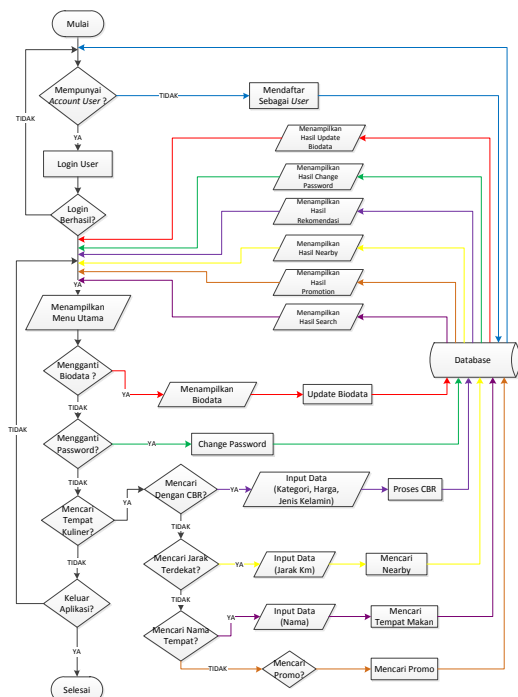 Mulai
Mempunyai
Account User ?
TIDAK
Mendaftar
Sebagai User
TIDAK
YA
Login User
Login
Berhasil?
YA
Menampilkan
Hasil Update
Biodata
Menampilkan
Hasil Change
Password
Menampilkan
Hasil
Rekomendasi
Menampilkan
Hasil Nearby
Menampilkan
Hasil
Promotion
Menampilkan
Hasil Search
Menampilkan
Menu Utama
Database
Mengganti
Biodata ?
YA
Menampilkan
Biodata
Update Biodata
TIDAK
TIDAK
Mengganti
Password?
YA
Change Password
TIDAK
Mencari
Tempat
Kuliner?
YA
Mencari
Dengan CBR?
YA
Input Data
(Kategori, Harga,
Jenis Kelamin)
Proses CBR
TIDAK
TIDAK
Mencari Jarak
Terdekat?
YA
Input Data
(Jarak Km)
Mencari
Nearby
Keluar
Aplikasi?
TIDAK
Mencari Nama
Tempat?
YA
Input Data
(Nama)
Mencari
Tempat Makan
YA
TIDAK
Mencari
Promo?
YA
Mencari Promo
Selesai